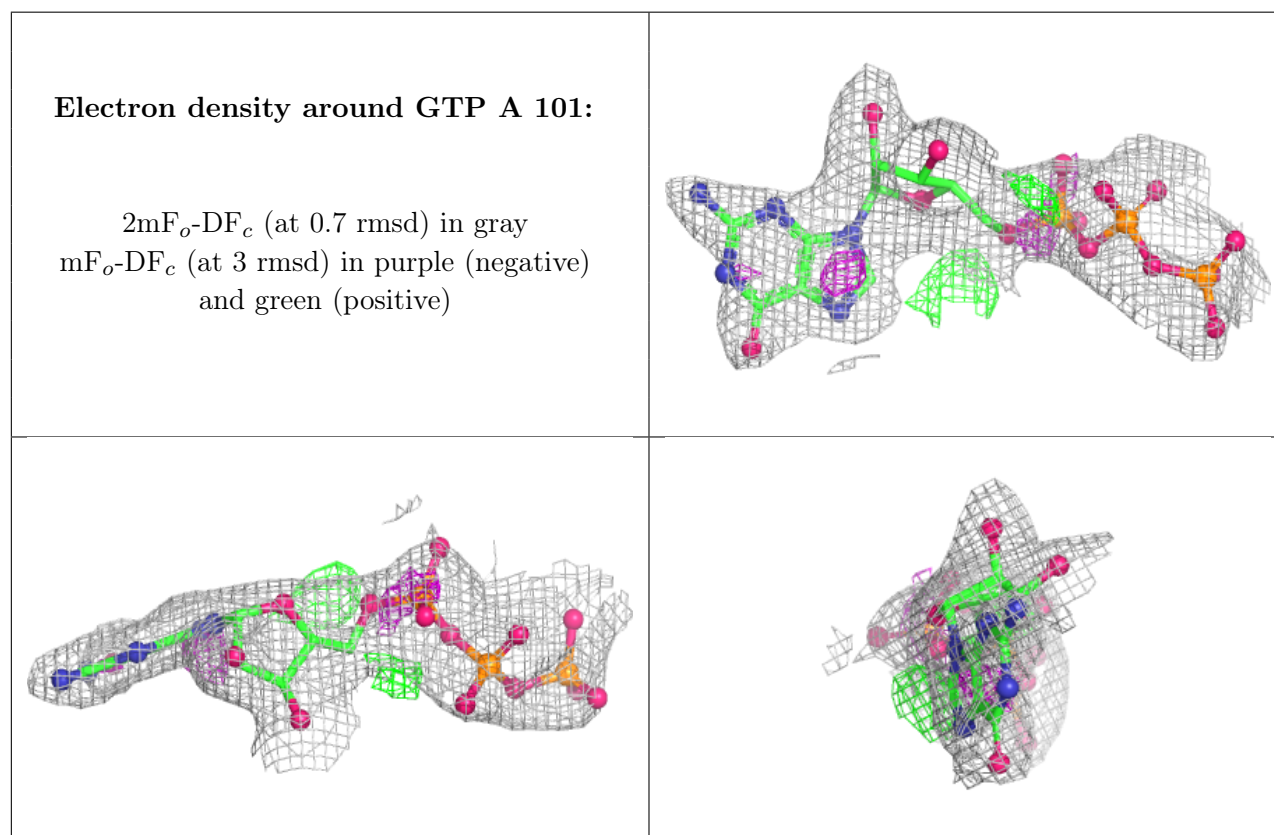 Electron density around GTP A 101:
2mFo-DFc (at 0.7 rmsd) in gray
mFo-DFc (at 3 rmsd) in purple (negative)
and green (positive)